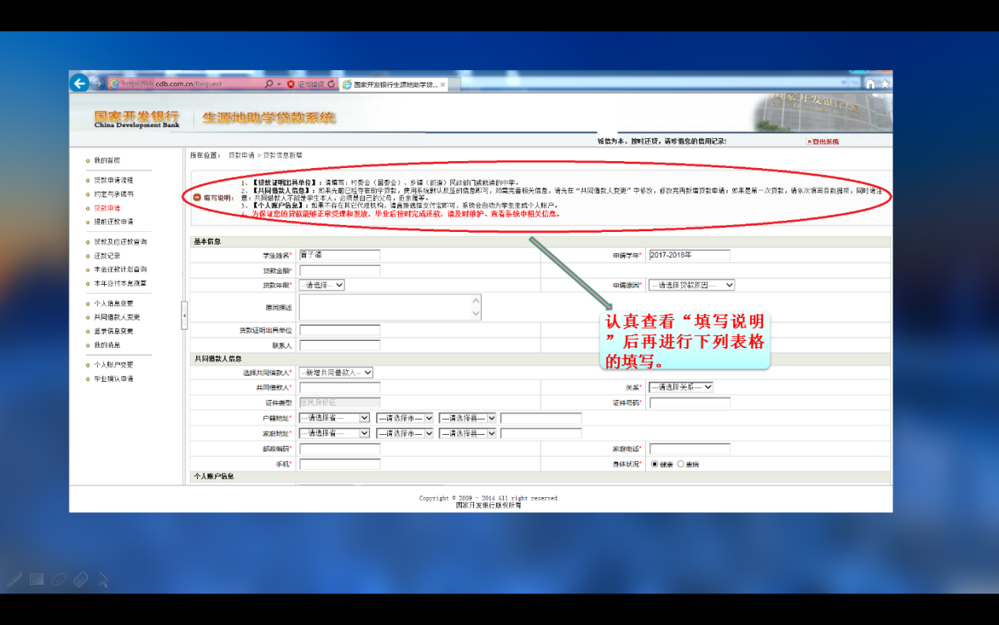 https://sls.cdb.com.cn/Request
证书错误
国家开发银行生源地助学贷... ×
国家开发银行
China Development Bank
生源地助学贷款系统
诚信为本、按时还贷，请珍惜您的信用记录!
×登出系统
我的首页
贷款申请流程
约定与承诺书
贷款申请
提前还款申请
贷款及应还款查询
还款记录
本金还款计划查询
本年应付本息测算
个人信息变更
共同借款人变更
登录信息变更
我的消息
个人账户变更
毕业确认申请
所在位置： 贷款申请 > 贷款信息新增
填写说明：
1、【贷款证明出具单位】：请填写：村委会（居委会）、乡镇（街道）民政部门或就读的中学。
2、【共同借款人信息】：如果先前已经存在助学贷款，使用系统默认反显的信息即可，如需完善相关信息，请先在“共同借款人变更”中修改，修改完再新增贷款申请；如果是第一次贷款，请依次填写各数据项，同时请注
意：共同借款人不能是学生本人，必须是自己的父母，近亲属等。
3、【个人账户信息】：如果不存在其它代理机构，请直接选择支付宝即可，系统会自动为学生生成个人账户。
4、为保证您的贷款能够正常受理和发放，毕业后按时完成还款，请及时维护、查看系统中相关信息。
基本信息
学生姓名* 曾子
申请学年* 2017-2018年
贷款金额*
贷款年限* --请选择--
申请原因* ---请选择贷款原因---
原因描述
贷款证明出具单位
联系人
认真查看“填写说明
”后再进行下列表格
的填写。
共同借款人信息
选择共同借款人* --新增共同借款人--
共同借款人*
关系* ---请选择关系---
证件类型 居民身份证
证件号码*
户籍地址* ---请选择省--- ---请选择市--- ---请选择县---
家庭地址* ---请选择省--- ---请选择市--- ---请选择县---
邮政编码*
家庭电话*
手机*
身体状况* 健康 患病
个人账户信息
Copyright © 2009 - 2014 All right reserved
国家开发银行版权所有